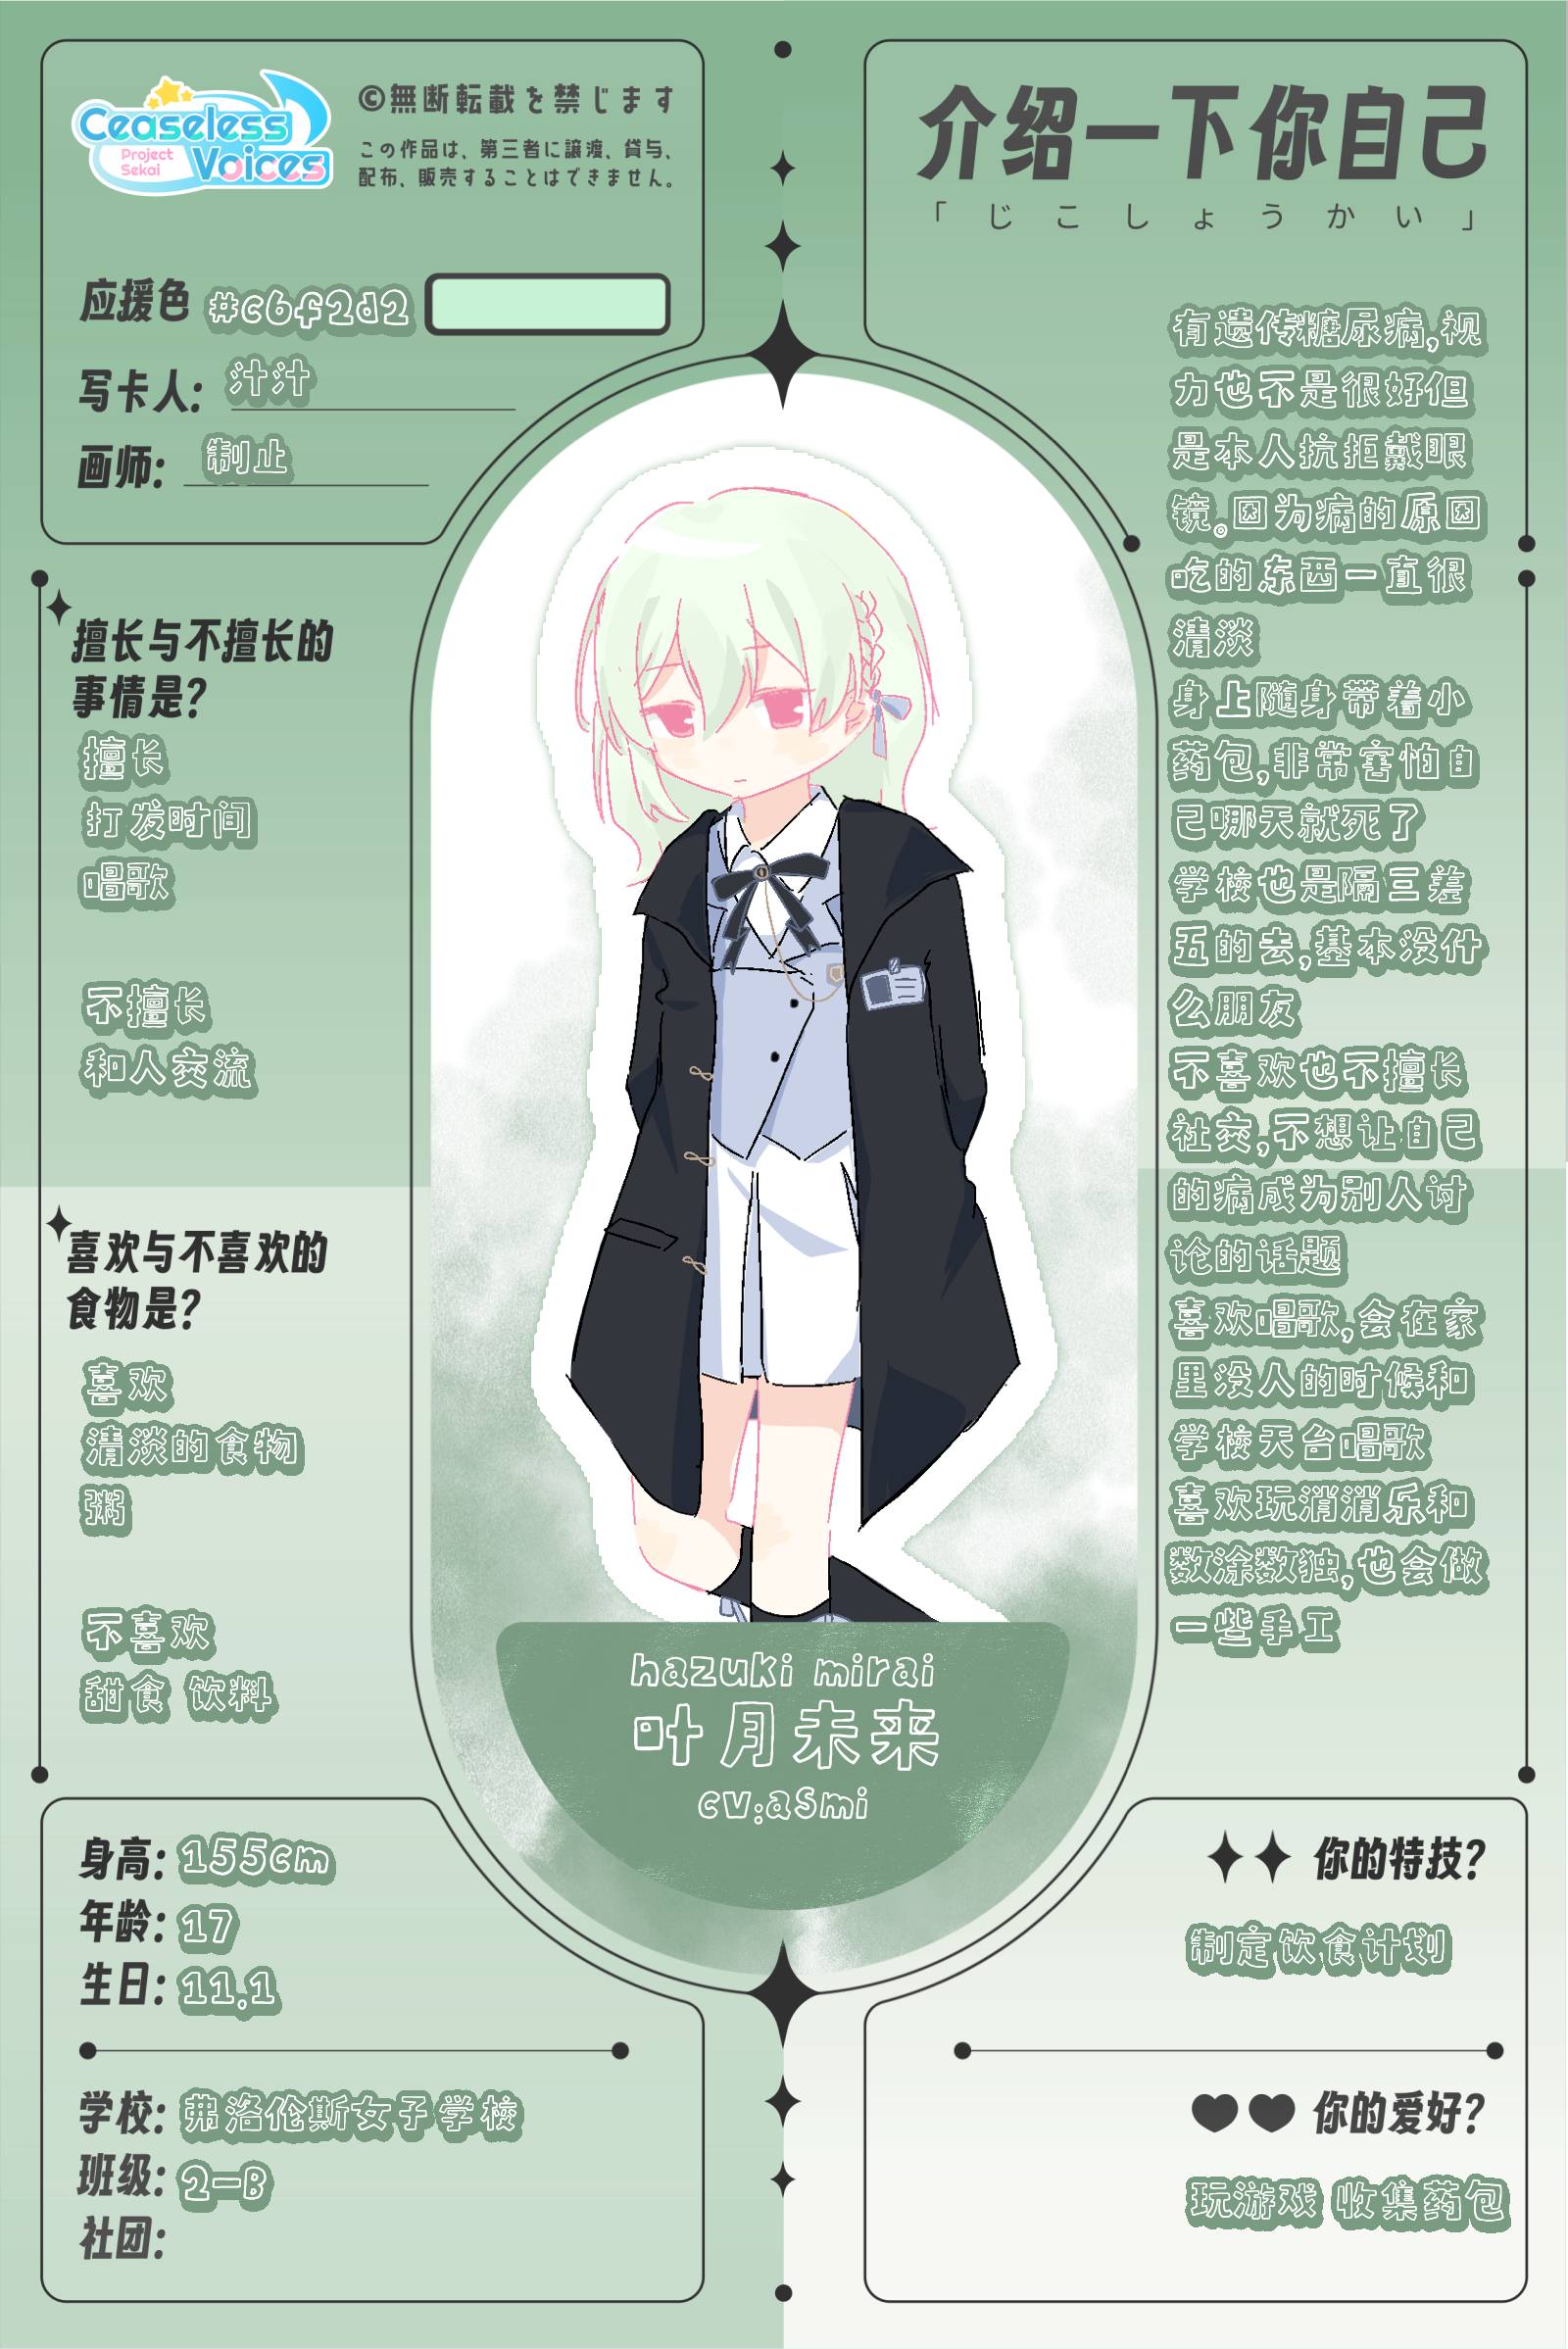 Ceaseless
Voices
Project
Sekai
©無断転載を禁じます
この作品は、第三者に譲渡、貸与、
配布、販売することはできません。
应援色 #c6f2d2
写卡人: 汁汁
画师: 制止
介绍一下你自己
「じこしょうかい」
有遗传糖尿病,视
力也不是很好但
是本人抗拒戴眼
镜。因为病的原因
吃的东西一直很
清淡
身上随身带着小
药包,非常害怕自
己哪天就死了
学校也是隔三差
五的去,基本没什
么朋友
不喜欢也不擅长
社交,不想让自己
的病成为别人讨
论的话题
喜欢唱歌,会在家
里没人的时候和
学校天台唱歌
喜欢玩消消乐和
数涂数独,也会做
一些手工
擅长与不擅长的
事情是?
擅长
打发时间
唱歌
不擅长
和人交流
喜欢与不喜欢的
食物是?
喜欢
清淡的食物
粥
不喜欢
甜食 饮料
hazuki mirai
叶月未来
cv:aSmi
身高: 155cm
年龄: 17
生日: 11.1
学校: 弗洛伦斯女子学校
班级: 2-B
社团:
你的特技?
制定饮食计划
你的爱好?
玩游戏 收集药包